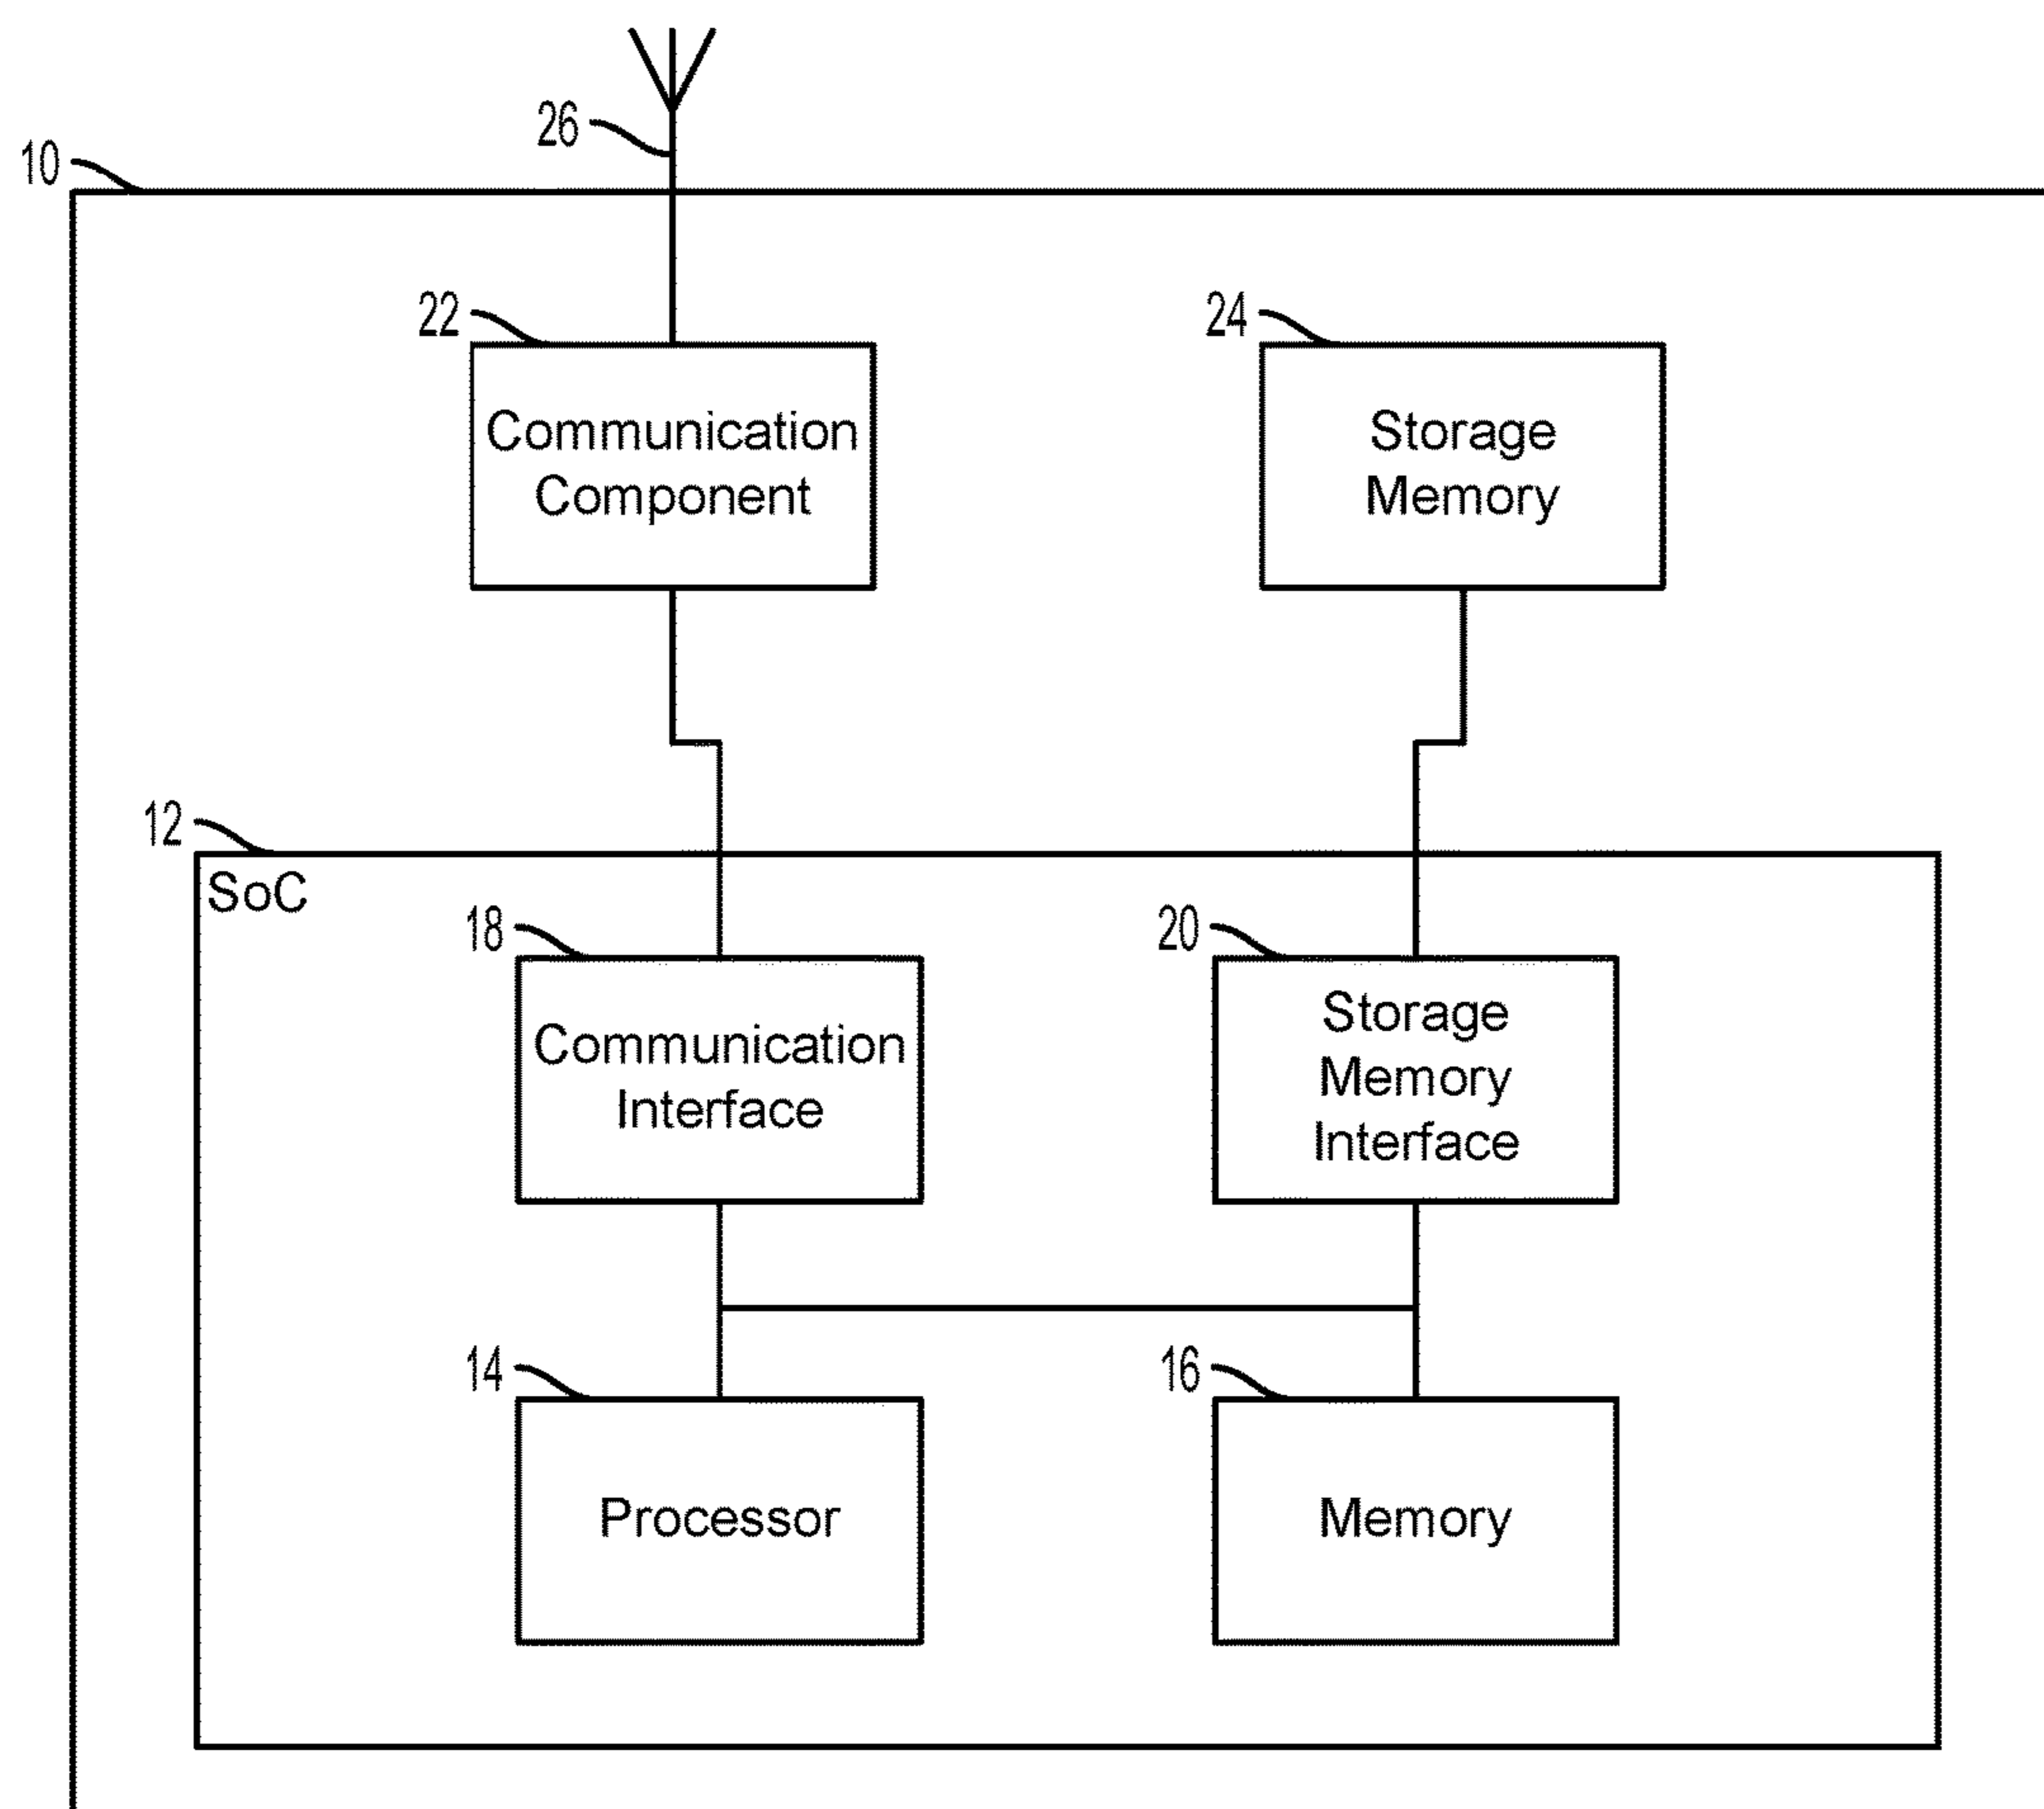 26
10
22
24
Communication
Component
Storage
Memory
12
SoC
18
20
Communication
Interface
Storage
Memory
Interface
14
16
Processor
Memory